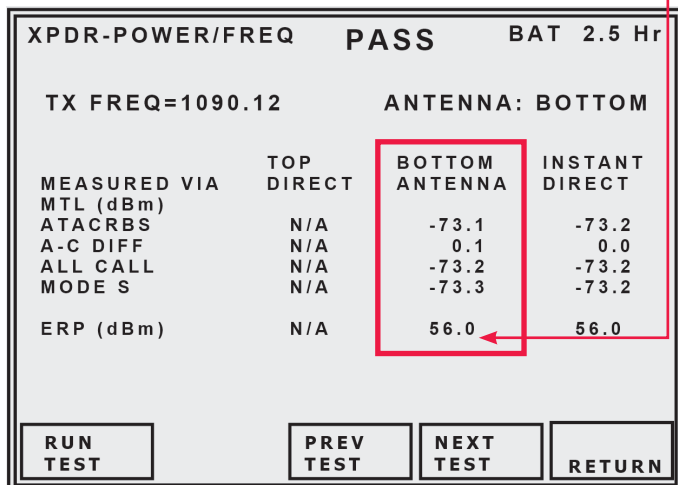 XPDR-POWER/FREQ PASS BAT 2.5 Hr
TX FREQ=1090.12 ANTENNA: BOTTOM
TOP BOTTOM INSTANT
MEASURED VIA DIRECT ANTENNA DIRECT
MTL (dBm)
ATACRBS N/A -73.1 -73.2
A-C DIFF N/A 0.1 0.0
ALL CALL N/A -73.2 -73.2
MODE S N/A -73.3 -73.2
ERP (dBm) N/A 56.0 56.0
RUN PREV NEXT
TEST TEST TEST RETURN